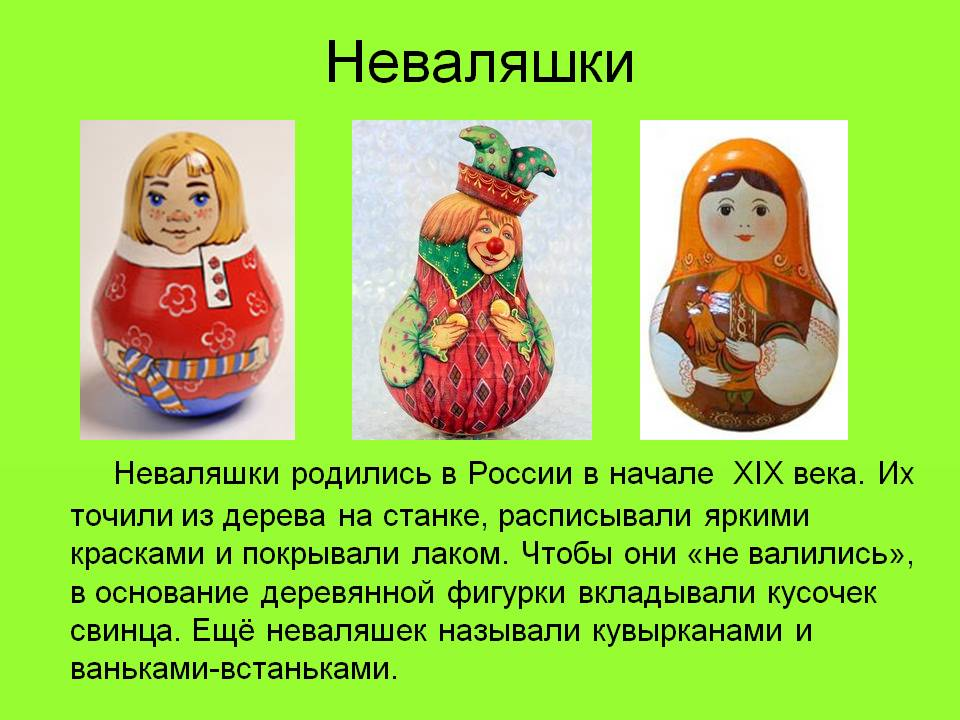 Неваляшки
Неваляшки родились в России в начале XIX века. Их
точили из дерева на станке, расписывали яркими
красками и покрывали лаком. Чтобы они «не валились»,
в основание деревянной фигурки вкладывали кусочек
свинца. Ещё неваляшек называли кувырканами и
ваньками-встаньками.